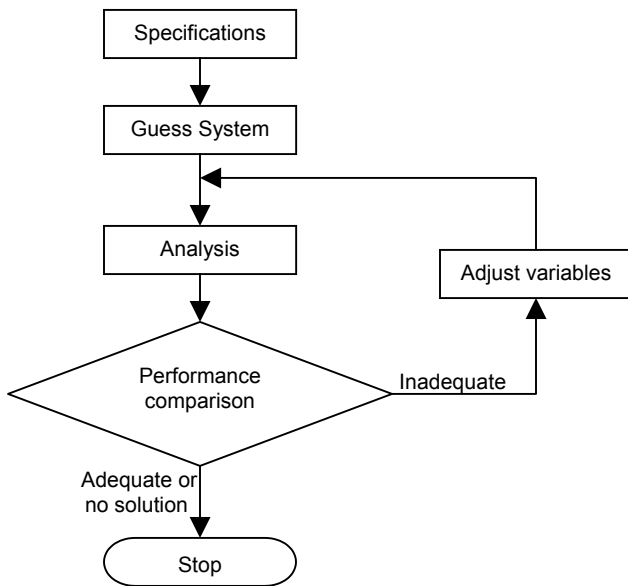 Specifications
Guess System
Analysis
Adjust variables
Performance
comparison
Inadequate
Adequate or
no solution
Stop